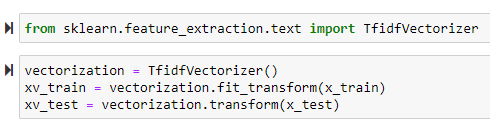 from sklearn.feature_extraction.text import TfidfVectorizer
vectorization = TfidfVectorizer()
xv_train = vectorization.fit_transform(x_train)
xv_test = vectorization.transform(x_test)